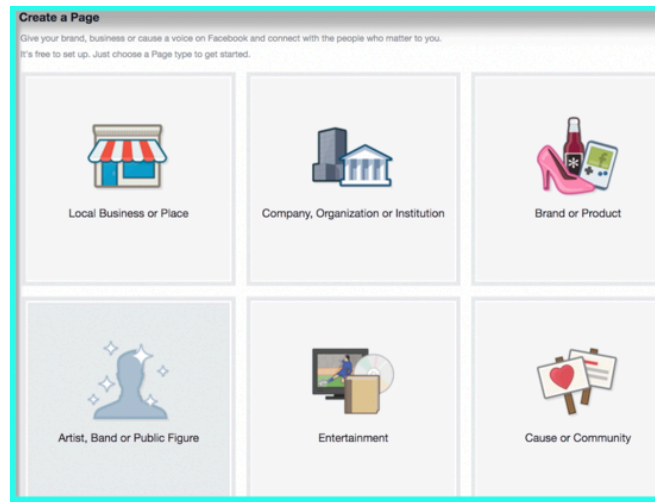 Create a Page
Give your brand, business or cause a voice on Facebook and connect with the people who matter to you.
It's free to set up. Just choose a Page type to get started.
Local Business or Place
Company, Organization or Institution
Brand or Product
Artist, Band or Public Figure
Entertainment
Cause or Community